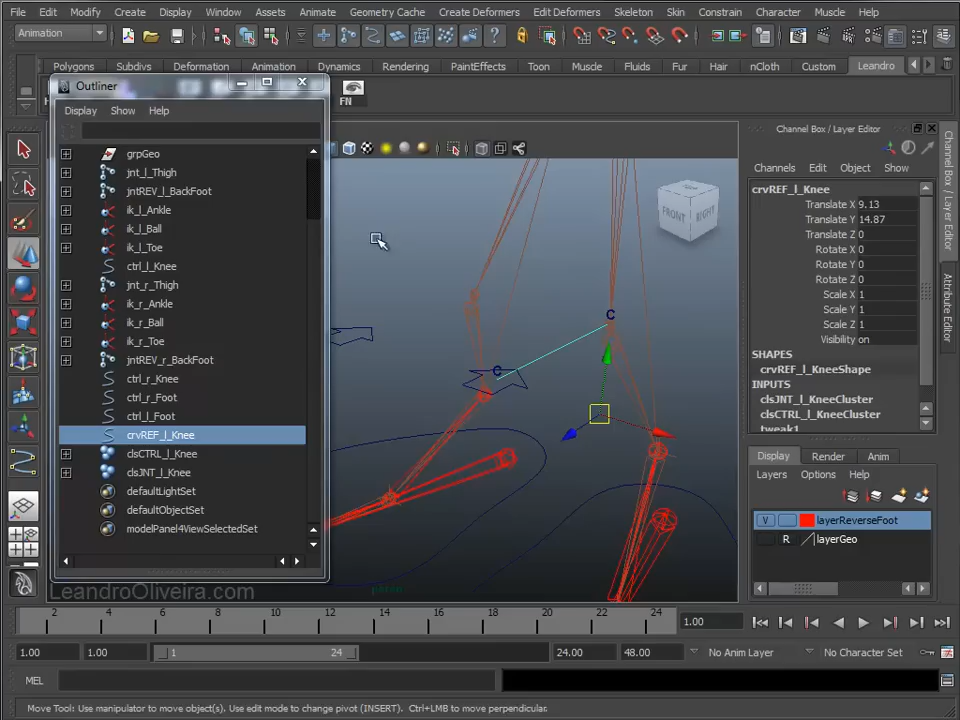 File Edit Modify Create Display Window Assets Animate Geometry Cache Create Deformers Edit Deformers Skeleton Skin Constrain Character Muscle Help
Animation
Polygons Subdivs Deformation Animation Dynamics Rendering PaintEffects Toon Muscle Fluids Fur Hair nCloth Custom Leandro
Outliner
FN
Display Show Help
grpGeo
jnt_l_Thigh
jntREV_l_BackFoot
ik_l_Ankle
ik_l_Ball
ik_l_Toe
ctrl_l_Knee
jnt_r_Thigh
ik_r_Ankle
ik_r_Ball
ik_r_Toe
jntREV_r_BackFoot
ctrl_r_Knee
ctrl_r_Foot
ctrl_l_Foot
crvREF_l_Knee
clsCTRL_l_Knee
clsJNT_l_Knee
defaultLightSet
defaultObjectSet
modelPanel4ViewSelectedSet
TOP
FRONT RIGHT
C
C
persp
Channel Box / Layer Editor
Channels Edit Object Show
crvREF_l_Knee
Translate X 9.13
Translate Y 14.87
Translate Z 0
Rotate X 0
Rotate Y 0
Rotate Z 0
Scale X 1
Scale Y 1
Scale Z 1
Visibility on
SHAPES
crvREF_l_KneeShape
INPUTS
clsJNT_l_KneeCluster
clsCTRL_l_KneeCluster
tweak1
Display Render Anim
Layers Options Help
V layerReverseFoot
R layerGeo
Channel Box / Layer Editor
Attribute Editor
LeandroOliveira.com
2 4 6 8 10 12 14 16 18 20 22 24
1.00
1.00 1.00 1 24 24.00 48.00 No Anim Layer No Character Set
MEL
Move Tool: Use manipulator to move object(s). Use edit mode to change pivot (INSERT). Ctrl+LMB to move perpendicular.